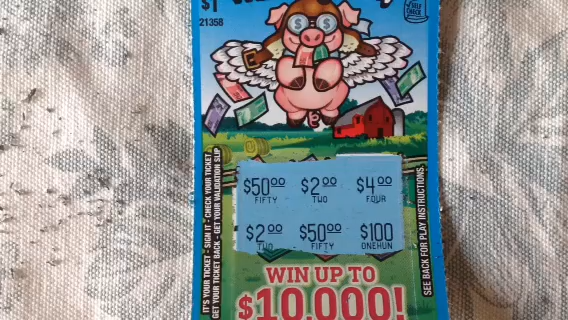 $1
21358
SELF CHECK
$ $
$50.00 $2.00 $4.00
FIFTY TWO FOUR
$2.00 $50.00 $100
TWO FIFTY ONEHUN
WIN UP TO
$10,000!
IT'S YOUR TICKET - SIGN IT - CHECK YOUR TICKET
GET YOUR TICKET BACK - GET YOUR VALIDATION SLIP
SEE BACK FOR PLAY INSTRUCTIONS.